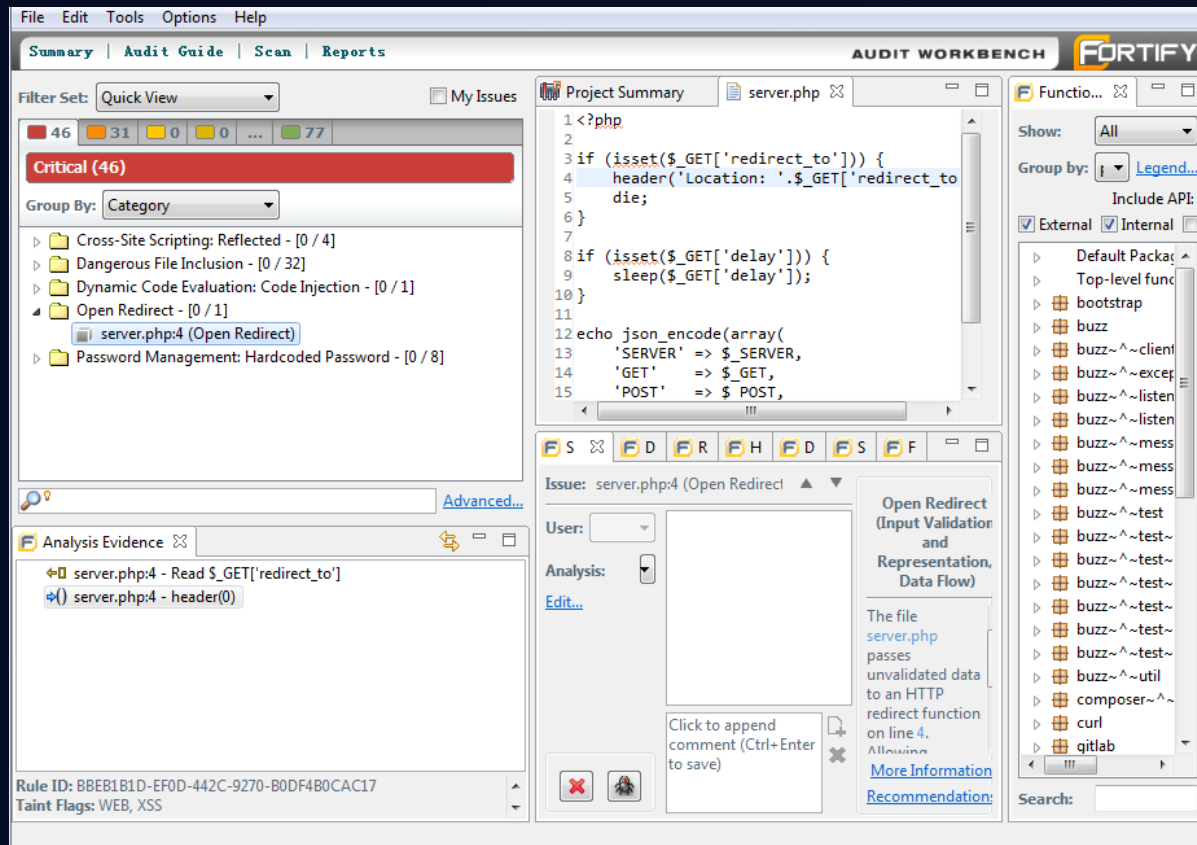 File Edit Tools Options Help
Summary | Audit Guide | Scan | Reports
AUDIT WORKBENCH
FORTIFY
Filter Set: Quick View
My Issues
46 31 0 0 ... 77
Critical (46)
Group By: Category
Cross-Site Scripting: Reflected - [0 / 4]
Dangerous File Inclusion - [0 / 32]
Dynamic Code Evaluation: Code Injection - [0 / 1]
Open Redirect - [0 / 1]
server.php:4 (Open Redirect)
Password Management: Hardcoded Password - [0 / 8]
Advanced...
Analysis Evidence
server.php:4 - Read $_GET['redirect_to']
server.php:4 - header(0)
Rule ID: BBEB1B1D-EF0D-442C-9270-B0DF4B0CAC17
Taint Flags: WEB, XSS
Project Summary
server.php
1 <?php
2
3 if (isset($_GET['redirect_to'])) {
4 header('Location: '.$_GET['redirect_to
5 die;
6 }
7
8 if (isset($_GET['delay'])) {
9 sleep($_GET['delay']);
10 }
11
12 echo json_encode(array(
13 'SERVER' => $_SERVER,
14 'GET' => $_GET,
15 'POST' => $_POST,
S D R H D S F
Issue: server.php:4 (Open Redirect
User:
Analysis:
Edit...
Click to append
comment (Ctrl+Enter
to save)
Open Redirect
(Input Validation
and
Representation,
Data Flow)
The file
server.php
passes
unvalidated data
to an HTTP
redirect function
on line 4.
Allowing
More Information
Recommendations
Functio...
Show: All
Group by: Legend...
Include API:
External Internal
Default Packag
Top-level func
bootstrap
buzz
buzz~^~client
buzz~^~excep
buzz~^~listen
buzz~^~listen
buzz~^~mess
buzz~^~mess
buzz~^~mess
buzz~^~test
buzz~^~test~
buzz~^~test~
buzz~^~test~
buzz~^~test~
buzz~^~test~
buzz~^~test~
buzz~^~util
composer~^~
curl
gitlab
Search: